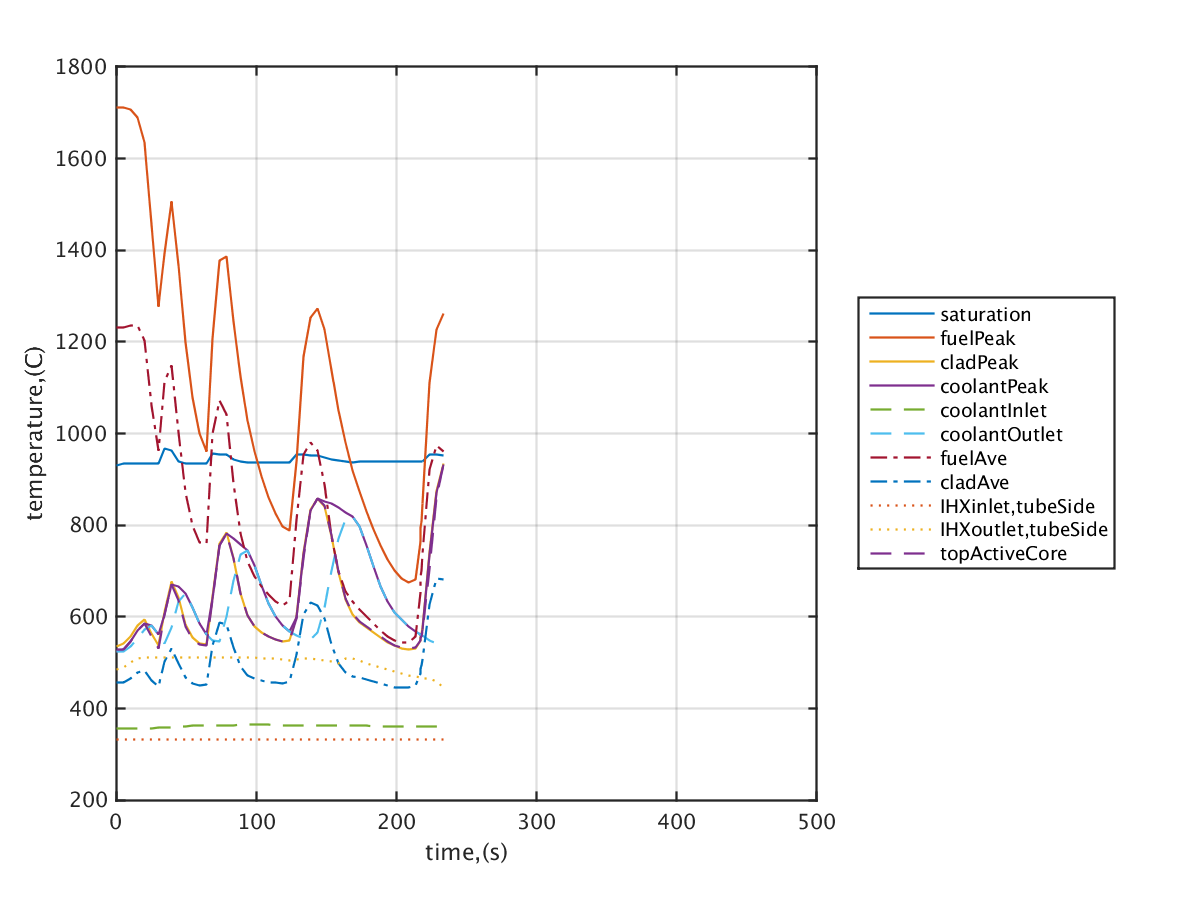 1800
1600
1400
1200
1000
800
600
400
200
temperature,(C)
0 100 200 300 400 500
time,(s)
saturation
fuelPeak
cladPeak
coolantPeak
coolantInlet
coolantOutlet
fuelAve
cladAve
IHXinlet,tubeSide
IHXoutlet,tubeSide
topActiveCore